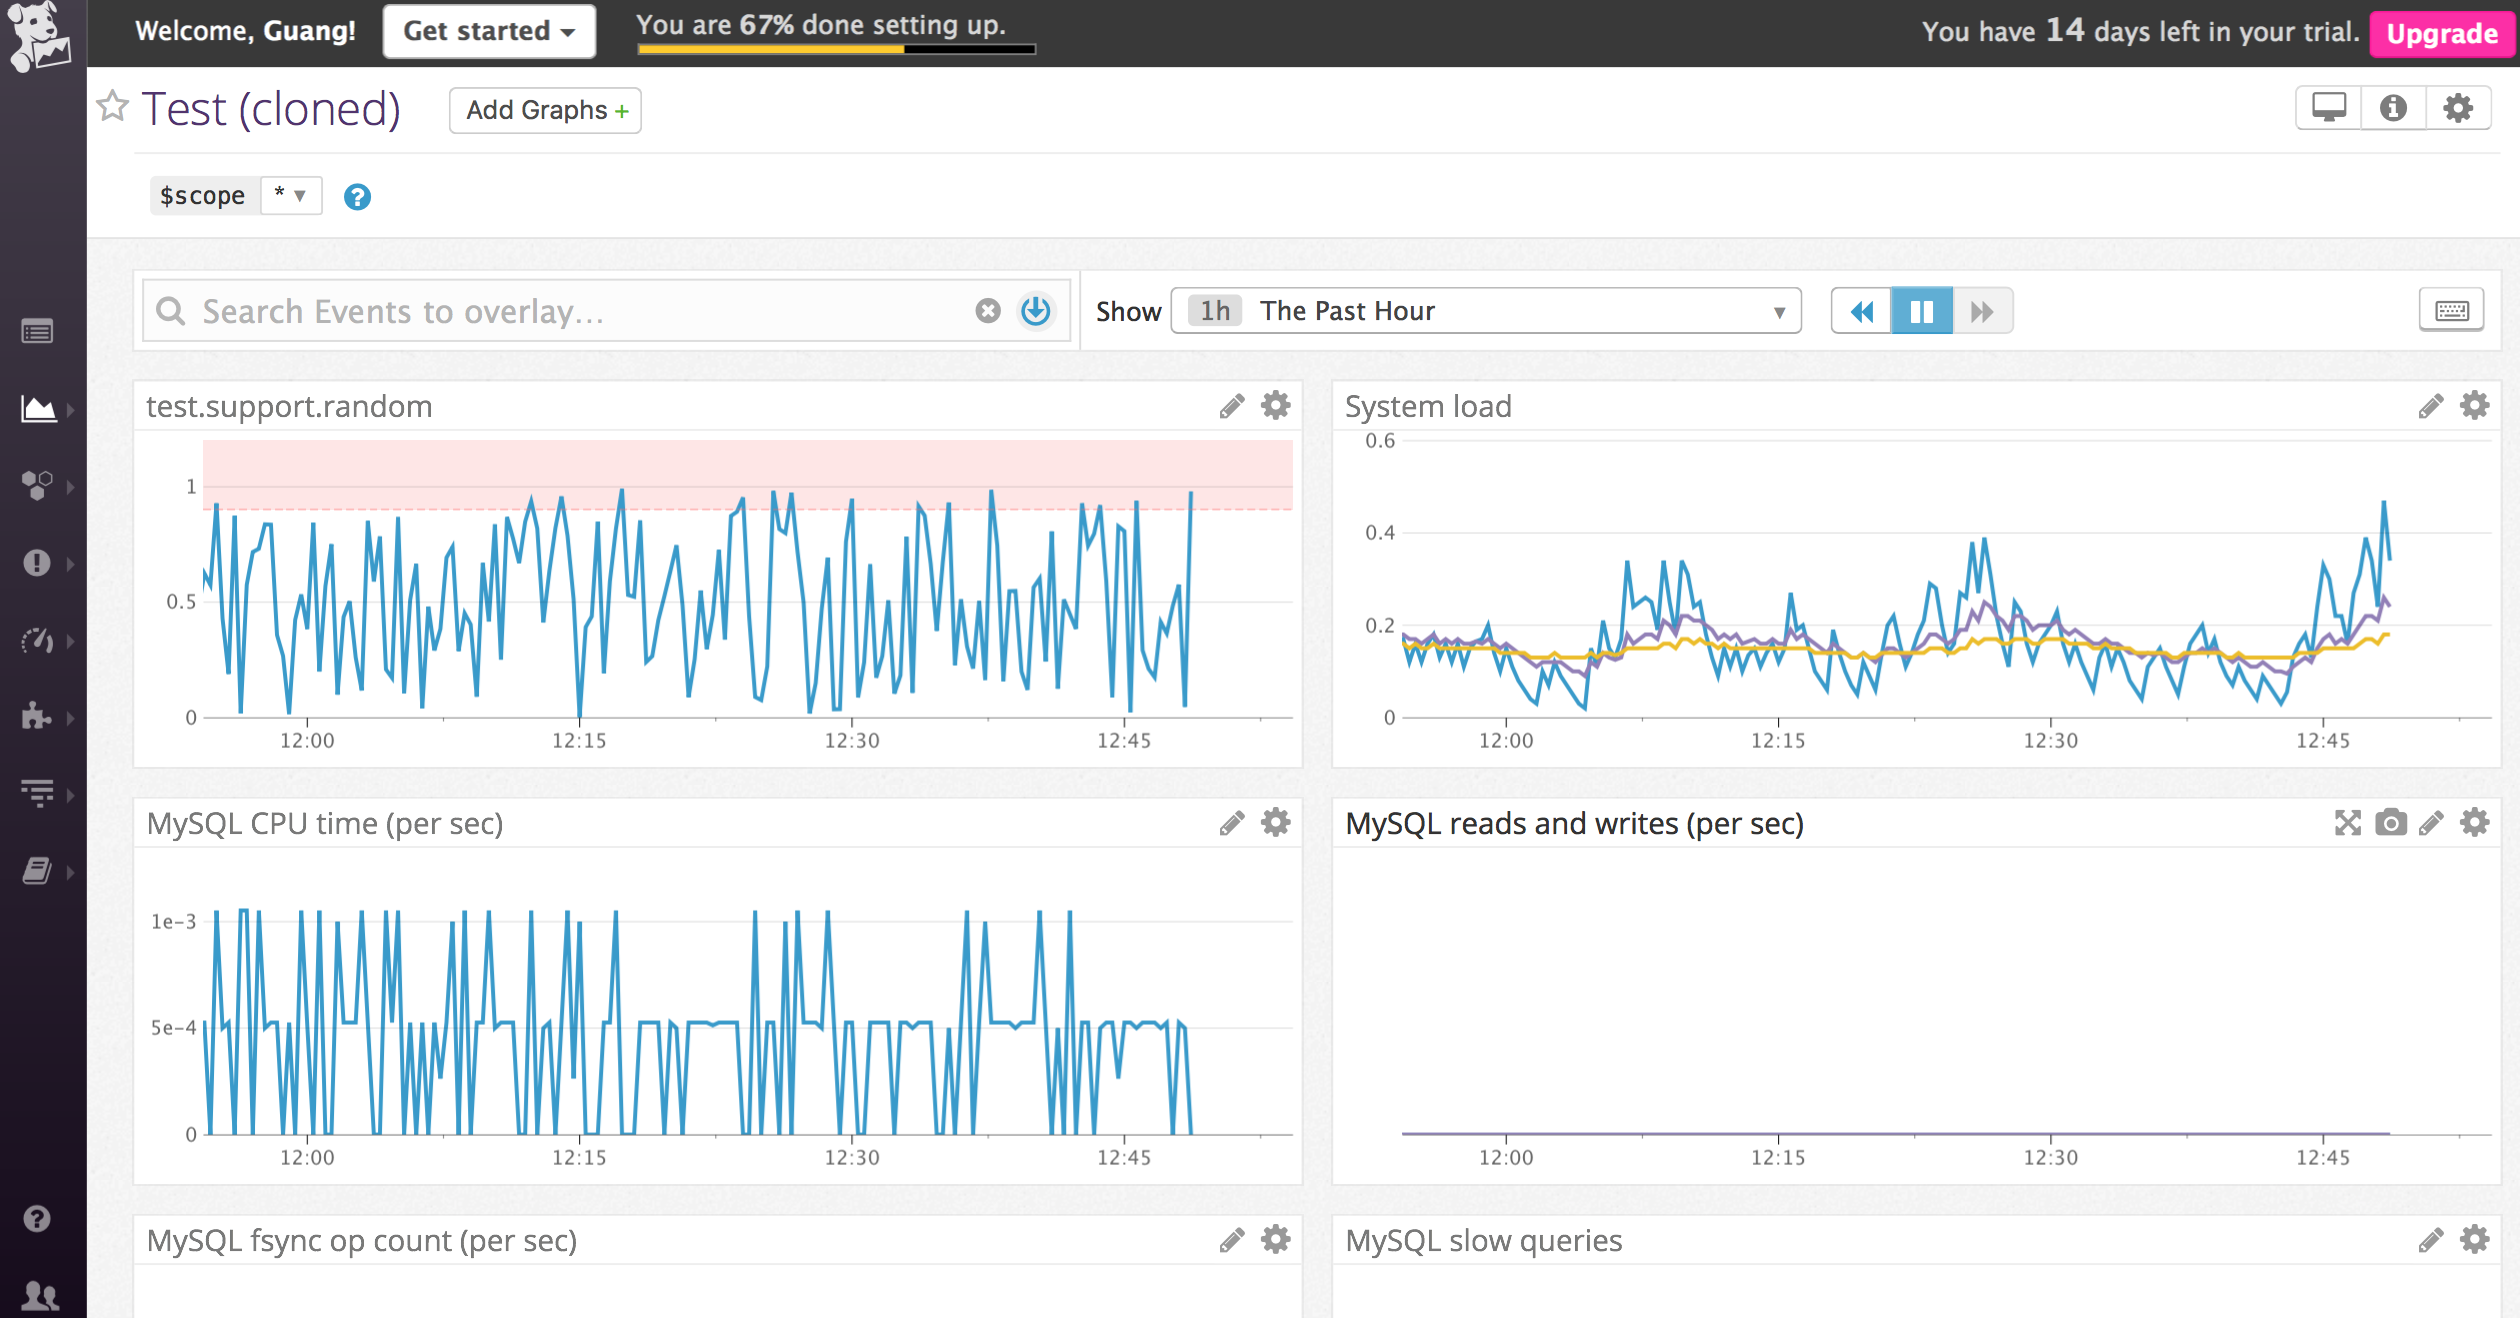 Welcome, Guang!
Get started
You are 67% done setting up.
You have 14 days left in your trial.
Upgrade
Test (cloned)
Add Graphs +
$scope
*
Search Events to overlay...
Show
1h The Past Hour
test.support.random
1
0.5
0
12:00 12:15 12:30 12:45
System load
0.6
0.4
0.2
0
12:00 12:15 12:30 12:45
MySQL CPU time (per sec)
1e-3
5e-4
0
12:00 12:15 12:30 12:45
MySQL reads and writes (per sec)
12:00 12:15 12:30 12:45
MySQL fsync op count (per sec)
MySQL slow queries